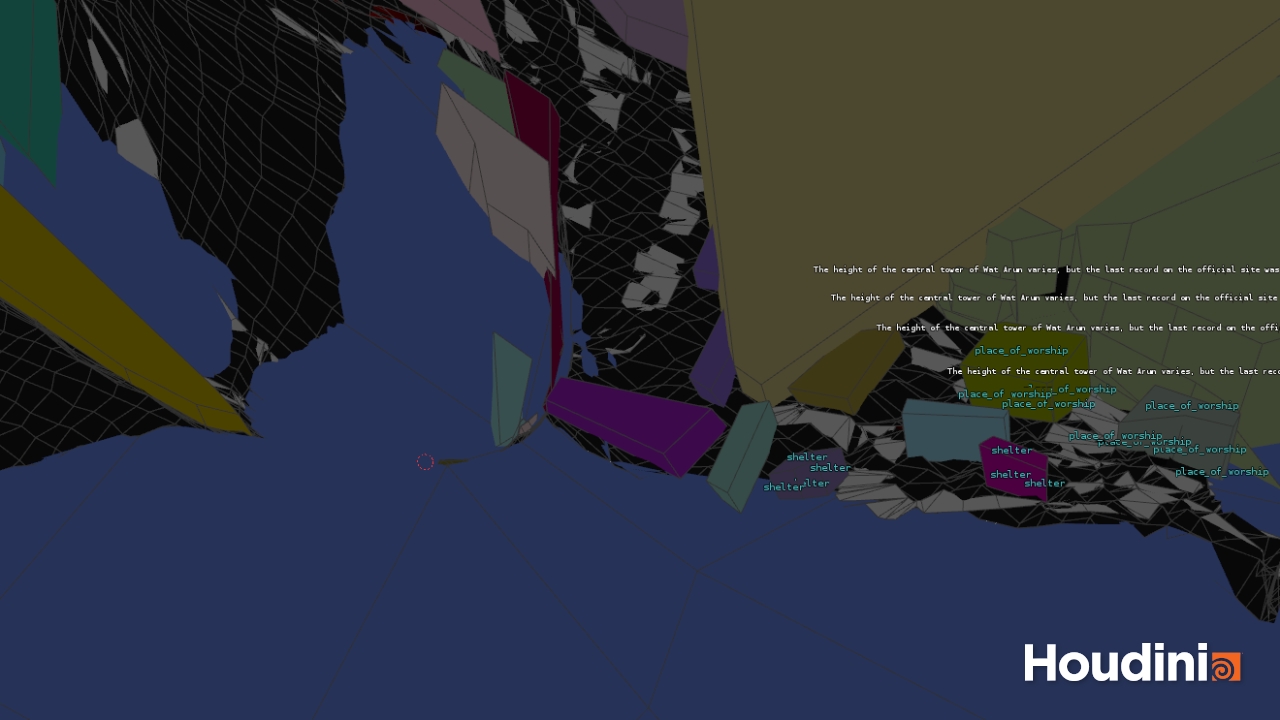 The height of the central tower of Wat Arun varies, but the last record on the official site was
The height of the central tower of Wat Arun varies, but the last record on the official site
The height of the central tower of Wat Arun varies, but the last record on the offi
place_of_worship
The height of the central tower of Wat Arun varies, but the last rec
of_worship
place_of_worship
place_of_worship
place_of_worship
place_of_worship
place_of_worship
place_of_worship
shelter
shelter
shelter
place_of_worship
shelter
shelter
shelter
Houdini